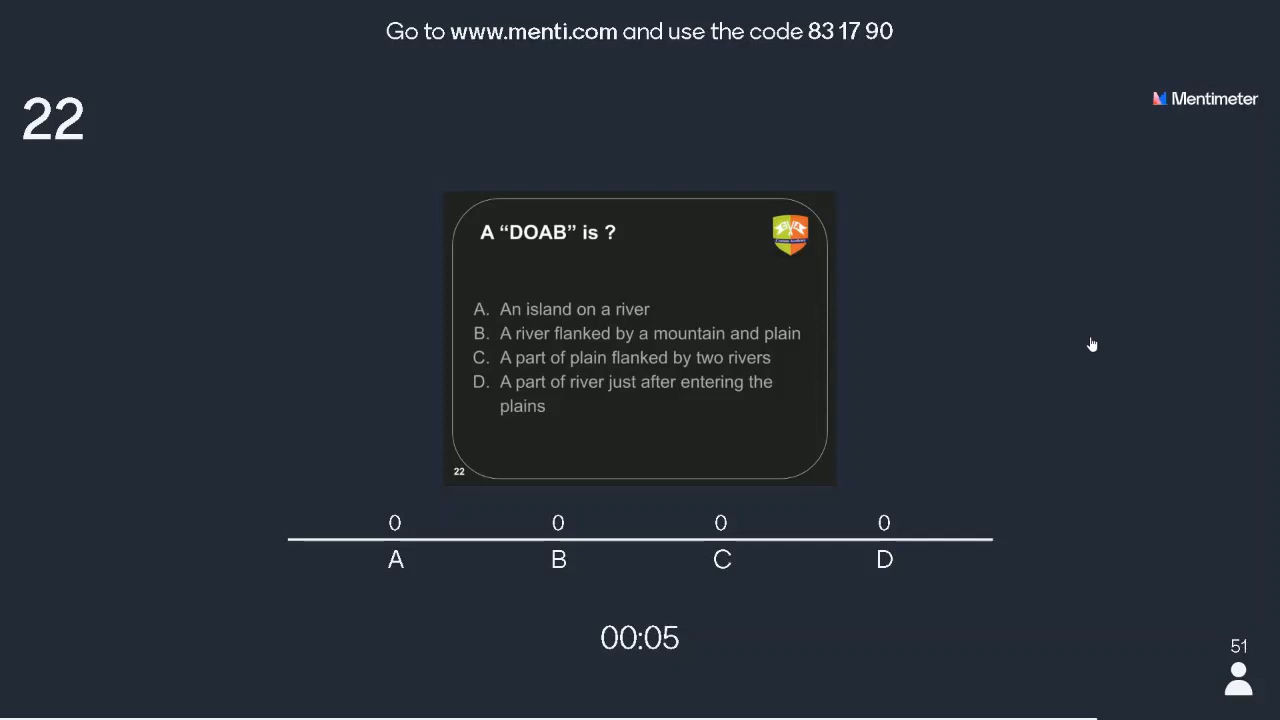 Go to www.menti.com and use the code 83 17 90
22
Mentimeter
A “DOAB” is ?
A. An island on a river
B. A river flanked by a mountain and plain
C. A part of plain flanked by two rivers
D. A part of river just after entering the
plains
22
0 0 0 0
A B C D
00:05
51